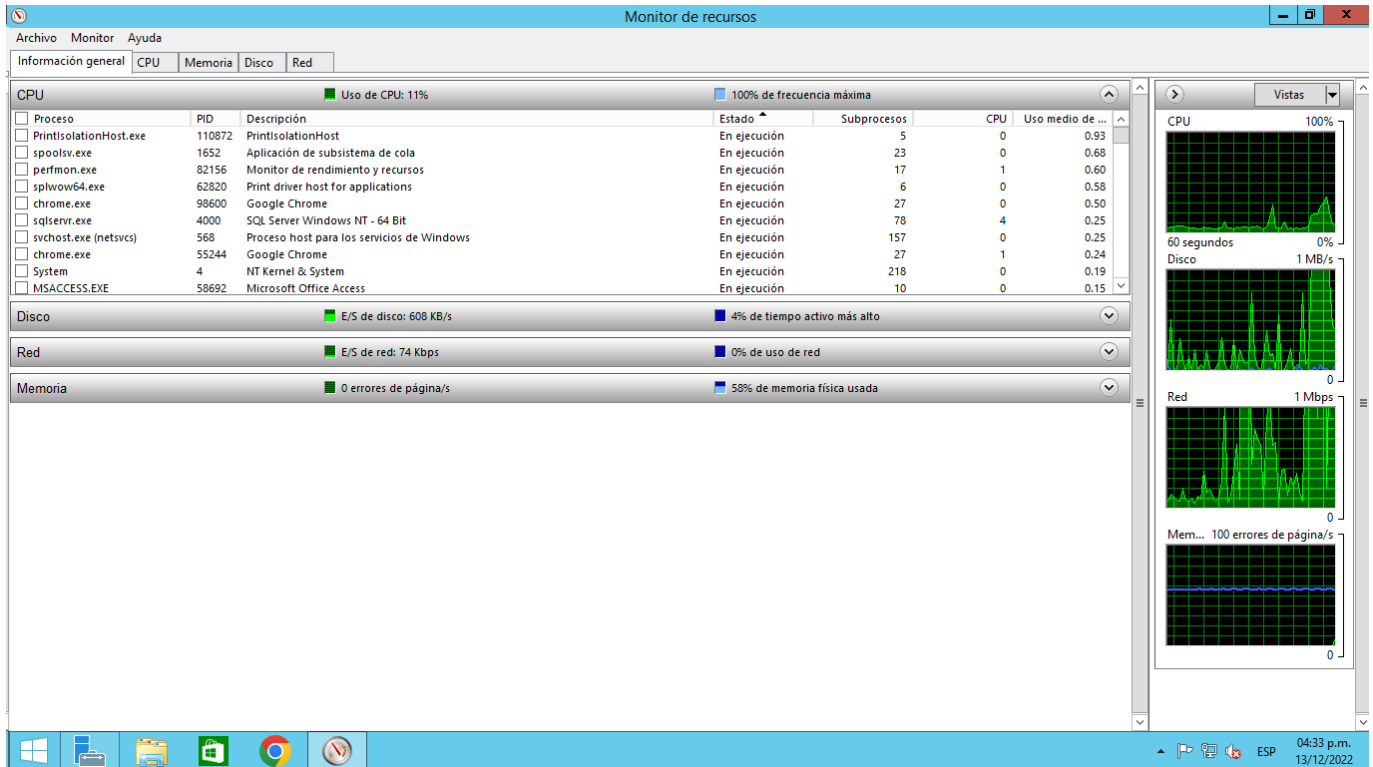 Monitor de recursos
Archivo Monitor Ayuda
Información general CPU Memoria Disco Red
CPU Uso de CPU: 11% 100% de frecuencia máxima
Proceso PID Descripción Estado Subprocesos CPU Uso medio de ...
PrintIsolationHost.exe 110872 PrintIsolationHost En ejecución 5 0 0.93
spoolsv.exe 1652 Aplicación de subsistema de cola En ejecución 23 0 0.68
perfmon.exe 82156 Monitor de rendimiento y recursos En ejecución 17 1 0.60
splwow64.exe 62820 Print driver host for applications En ejecución 6 0 0.58
chrome.exe 98600 Google Chrome En ejecución 27 0 0.50
sqlservr.exe 4000 SQL Server Windows NT - 64 Bit En ejecución 78 4 0.25
svchost.exe (netsvcs) 568 Proceso host para los servicios de Windows En ejecución 157 0 0.25
chrome.exe 55244 Google Chrome En ejecución 27 1 0.24
System 4 NT Kernel & System En ejecución 218 0 0.19
MSACCESS.EXE 58692 Microsoft Office Access En ejecución 10 0 0.15
Disco E/S de disco: 608 KB/s 4% de tiempo activo más alto
Red E/S de red: 74 Kbps 0% de uso de red
Memoria 0 errores de página/s 58% de memoria física usada
Vistas
CPU 100%
60 segundos 0%
Disco 1 MB/s
0
Red 1 Mbps
0
Mem... 100 errores de página/s
0
ESP 04:33 p.m.
13/12/2022